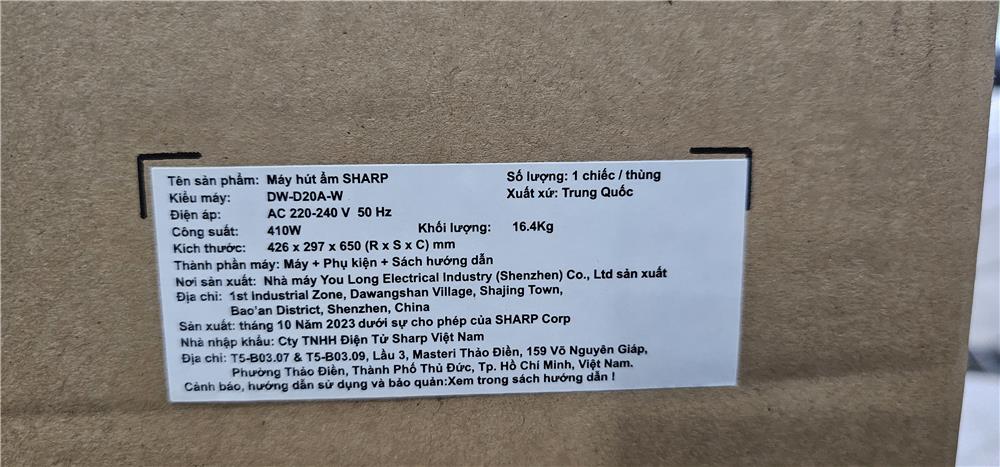 Tên sản phẩm: Máy hút ẩm SHARP Số lượng: 1 chiếc / thùng
Kiểu máy: DW-D20A-W Xuất xứ: Trung Quốc
Điện áp: AC 220-240 V 50 Hz
Công suất: 410W Khối lượng: 16.4Kg
Kích thước: 426 x 297 x 650 (R x S x C) mm
Thành phần máy: Máy + Phụ kiện + Sách hướng dẫn
Nơi sản xuất: Nhà máy You Long Electrical Industry (Shenzhen) Co., Ltd sản xuất
Địa chỉ: 1st Industrial Zone, Dawangshan Village, Shajing Town,
Bao'an District, Shenzhen, China
Sản xuất: tháng 10 Năm 2023 dưới sự cho phép của SHARP Corp
Nhà nhập khẩu: Cty TNHH Điện Tử Sharp Việt Nam
Địa chỉ: T5-B03.07 & T5-B03.09, Lầu 3, Masteri Thảo Điền, 159 Võ Nguyên Giáp,
Phường Thảo Điền, Thành Phố Thủ Đức, Tp. Hồ Chí Minh, Việt Nam.
Cảnh báo, hướng dẫn sử dụng và bảo quản:Xem trong sách hướng dẫn !